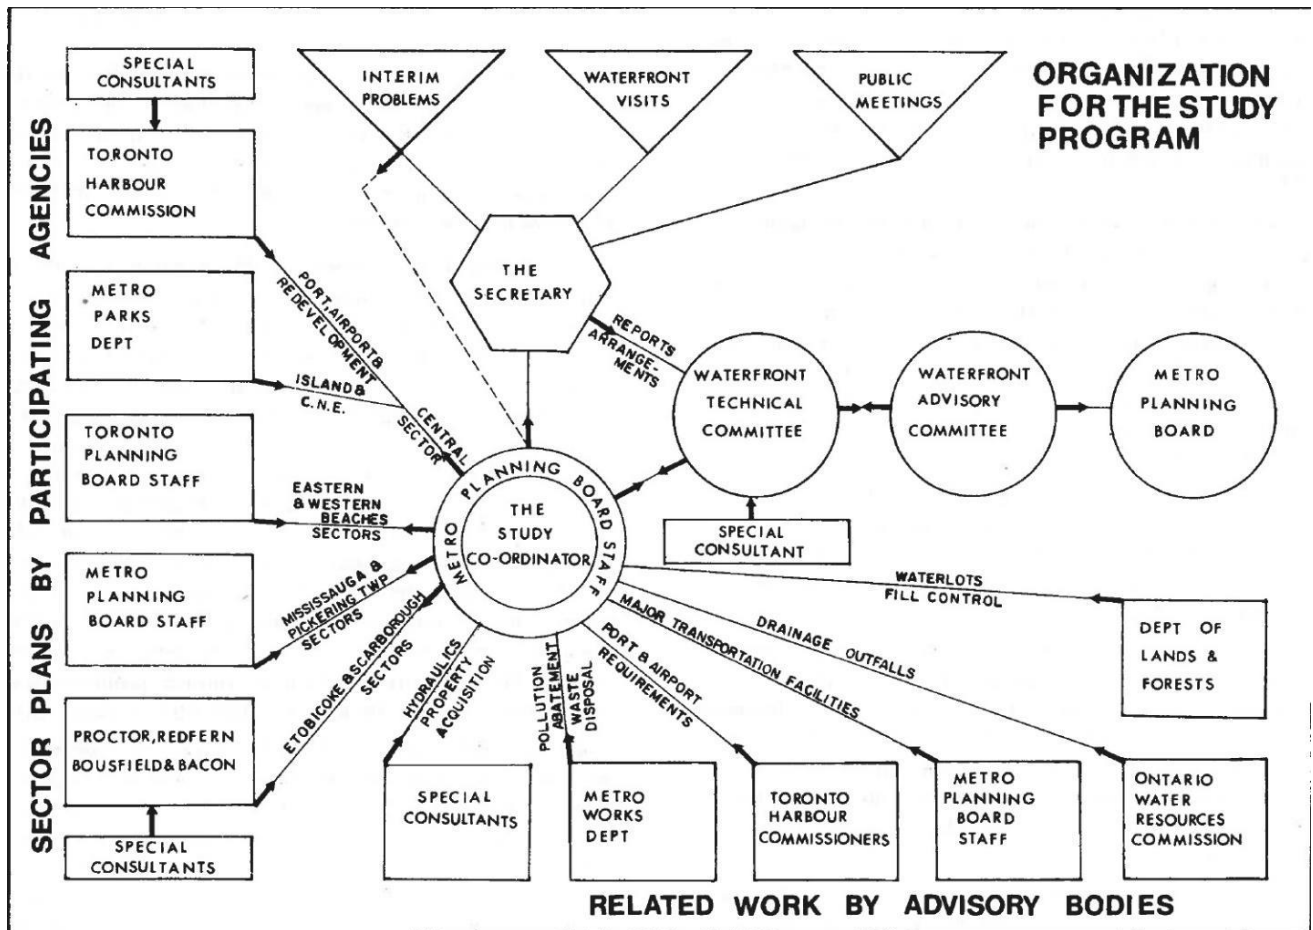 ORGANIZATION
FOR THE STUDY
PROGRAM
INTERIM
PROBLEMS
WATERFRONT
VISITS
PUBLIC
MEETINGS
SECTOR PLANS BY PARTICIPATING AGENCIES
SPECIAL
CONSULTANTS
TORONTO
HARBOUR
COMMISSION
METRO
PARKS
DEPT
TORONTO
PLANNING
BOARD STAFF
METRO
PLANNING
BOARD STAFF
PROCTOR, REDFERN
BOUSFIELD & BACON
SPECIAL
CONSULTANTS
PORT, AIRPORT &
REDEVELOPMENT
ISLAND &
C.N.E.
CENTRAL
SECTOR
EASTERN
& WESTERN
BEACHES
SECTORS
MISSISSAUGA &
PICKERING TWP
SECTORS
ETOBICOKE & SCARBOROUGH
SECTORS
THE
SECRETARY
REPORTS
ARRANGE-
MENTS
WATERFRONT
TECHNICAL
COMMITTEE
WATERFRONT
ADVISORY
COMMITTEE
METRO
PLANNING
BOARD
SPECIAL
CONSULTANT
METRO PLANNING BOARD STAFF
THE
STUDY
CO-ORDINATOR
HYDRAULICS
PROPERTY
ACQUISITION
POLLUTION
ABATEMENT
WASTE
DISPOSAL
PORT & AIRPORT
REQUIREMENTS
MAJOR TRANSPORTATION FACILITIES
DRAINAGE OUTFALLS
WATERLOTS
FILL CONTROL
DEPT OF
LANDS &
FORESTS
SPECIAL
CONSULTANTS
METRO
WORKS
DEPT
TORONTO
HARBOUR
COMMISSIONERS
METRO
PLANNING
BOARD
STAFF
ONTARIO
WATER
RESOURCES
COMMISSION
RELATED WORK BY ADVISORY BODIES